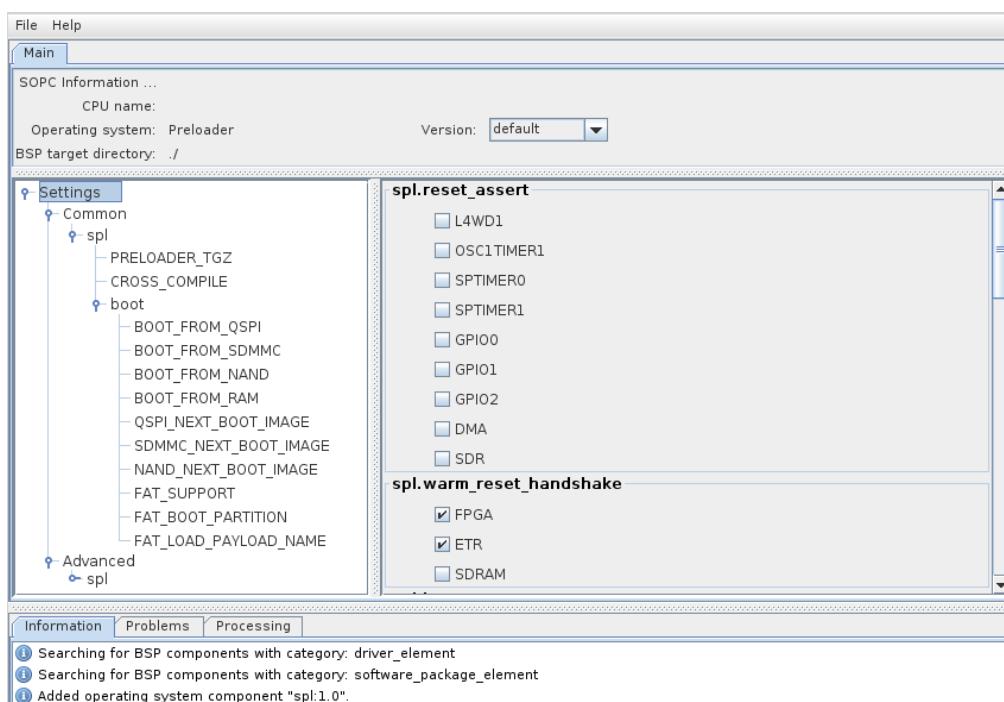 File Help
Main
SOPC Information ...
CPU name:
Operating system: Preloader Version: default
BSP target directory: ./
Settings
Common
spl
PRELOADER_TGZ
CROSS_COMPILE
boot
BOOT_FROM_QSPI
BOOT_FROM_SDMMC
BOOT_FROM_NAND
BOOT_FROM_RAM
QSPI_NEXT_BOOT_IMAGE
SDMMC_NEXT_BOOT_IMAGE
NAND_NEXT_BOOT_IMAGE
FAT_SUPPORT
FAT_BOOT_PARTITION
FAT_LOAD_PAYLOAD_NAME
Advanced
spl
spl.reset_assert
L4WD1
OSC1TIMER1
SPTIMER0
SPTIMER1
GPIO0
GPIO1
GPIO2
DMA
SDR
spl.warm_reset_handshake
FPGA
ETR
SDRAM
Information Problems Processing
Searching for BSP components with category: driver_element
Searching for BSP components with category: software_package_element
Added operating system component "spl:1.0".